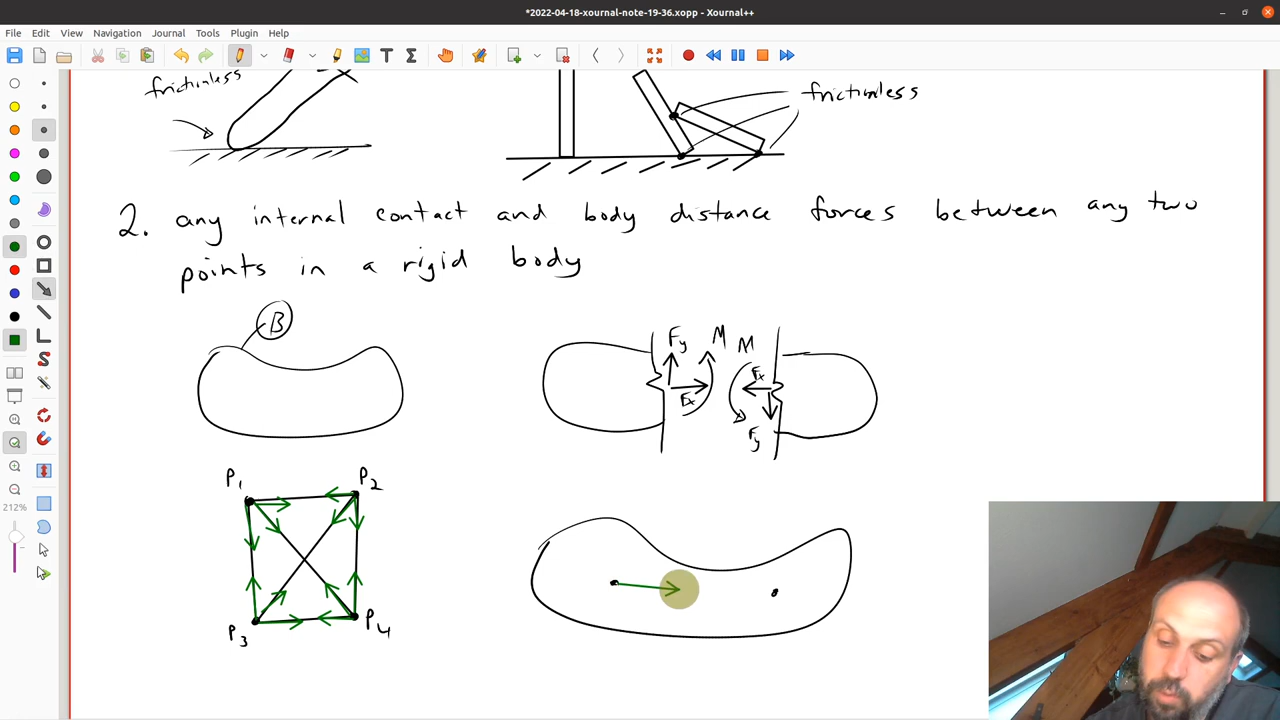 *2022-04-18-xournal-note-19-36.xopp - Xournal++
File Edit View Navigation Journal Tools Plugin Help
frictionless
frictionless
2. any internal contact and body distance forces between any two
points in a rigid body
B
Fy M M
Fx Fx
Fy
P1 P2
P3 P4
212%